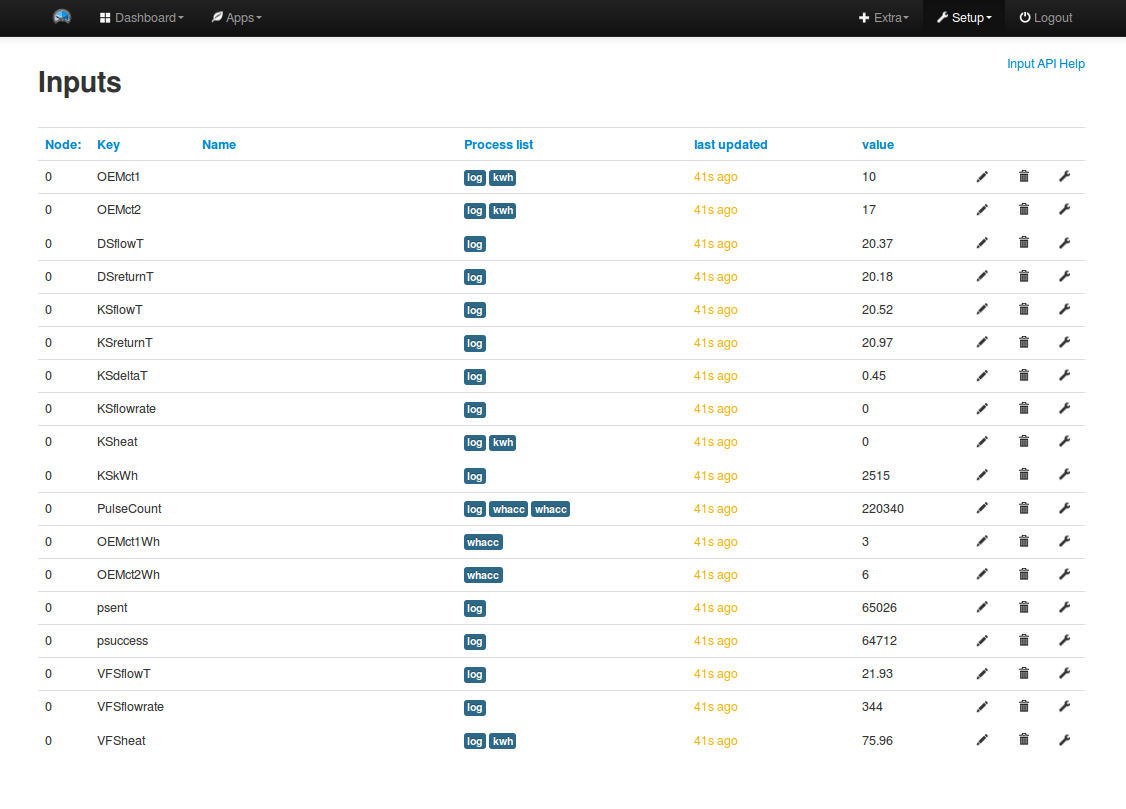 Dashboard Apps Extra Setup Logout
Input API Help
Inputs
Node: Key Name Process list last updated value
0 OEMct1 log kwh 41s ago 10
0 OEMct2 log kwh 41s ago 17
0 DSflowT log 41s ago 20.37
0 DSreturnT log 41s ago 20.18
0 KSflowT log 41s ago 20.52
0 KSreturnT log 41s ago 20.97
0 KSdeltaT log 41s ago 0.45
0 KSflowrate log 41s ago 0
0 KSheat log kwh 41s ago 0
0 KSkWh log 41s ago 2515
0 PulseCount log whacc whacc 41s ago 220340
0 OEMct1Wh whacc 41s ago 3
0 OEMct2Wh whacc 41s ago 6
0 psent log 41s ago 65026
0 psuccess log 41s ago 64712
0 VFSflowT log 41s ago 21.93
0 VFSflowrate log 41s ago 344
0 VFSheat log kwh 41s ago 75.96